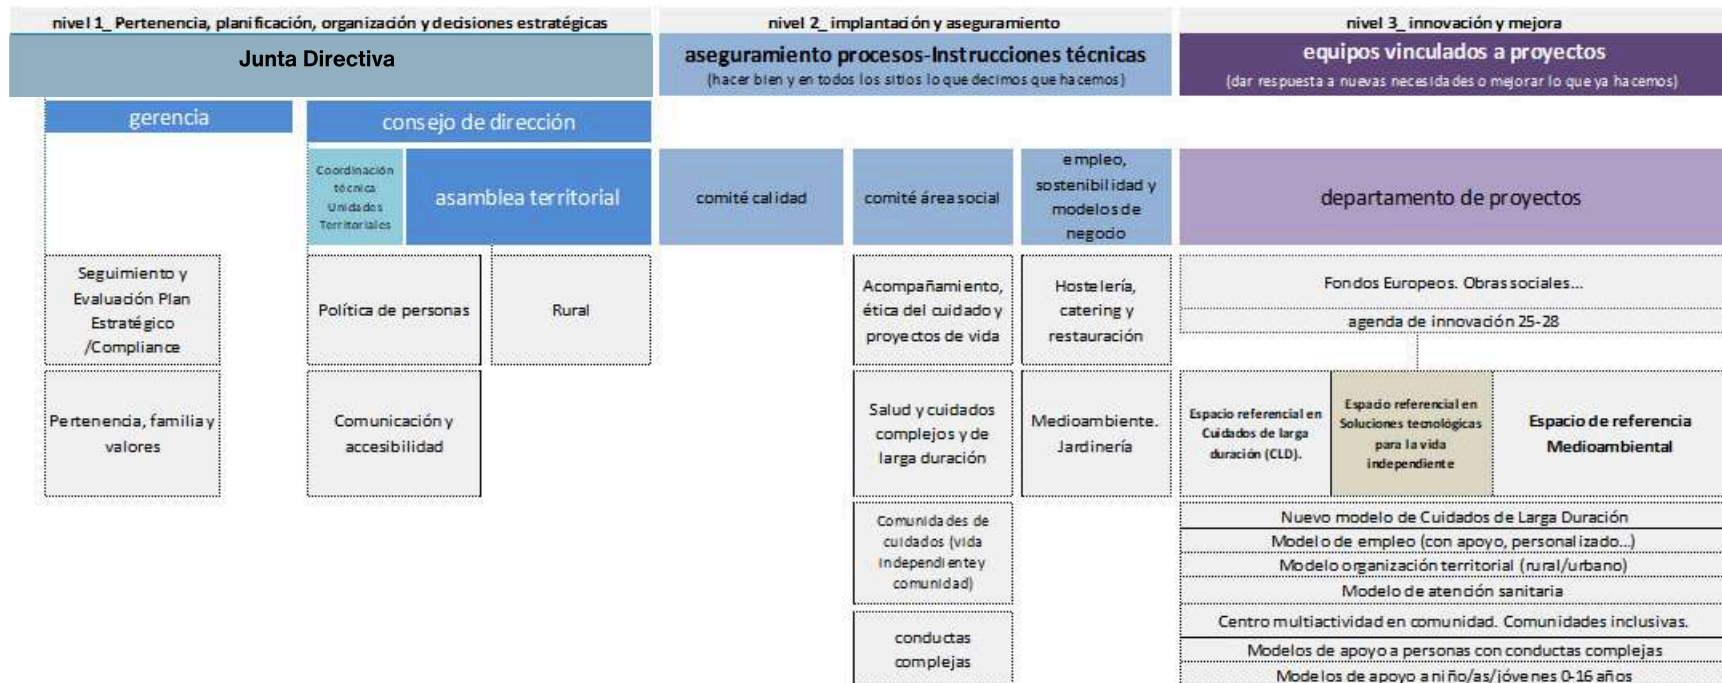 nivel 1_ Pertenencia, planificación, organización y decisiones estratégicas
Junta Directiva
gerencia
consejo de dirección
Coordinación
técnica
Unidades
Territoriales
asamblea territorial
Seguimiento y
Evaluación Plan
Estratégico
/Compliance
Política de personas
Rural
Pertenencia, familia y
valores
Comunicación y
accesibilidad
nivel 2_ implantación y aseguramiento
aseguramiento procesos-Instrucciones técnicas
(hacer bien y en todos los sitios lo que decimos que hacemos)
comité calidad
comité área social
empleo,
sostenibilidad y
modelos de
negocio
Acompañamiento,
ética del cuidado y
proyectos de vida
Hostelería,
catering y
restauración
Salud y cuidados
complejos y de
larga duración
Medioambiente.
Jardinería
Comunidades de
cuidados (vida
independiente y
comunidad)
conductas
complejas
nivel 3_ innovación y mejora
equipos vinculados a proyectos
(dar respuesta a nuevas necesidades o mejorar lo que ya hacemos)
departamento de proyectos
Fondos Europeos. Obras sociales...
agenda de innovación 25-28
Espacio referencial en
Cuidados de larga
duración (CLD).
Espacio referencial en
Soluciones tecnológicas
para la vida
independiente
Espacio de referencia
Medioambiental
Nuevo modelo de Cuidados de Larga Duración
Modelo de empleo (con apoyo, personalizado...)
Modelo organización territorial (rural/urbano)
Modelo de atención sanitaria
Centro multiactividad en comunidad. Comunidades inclusivas.
Modelos de apoyo a personas con conductas complejas
Modelos de apoyo a niño/as/jóvenes 0-16 años